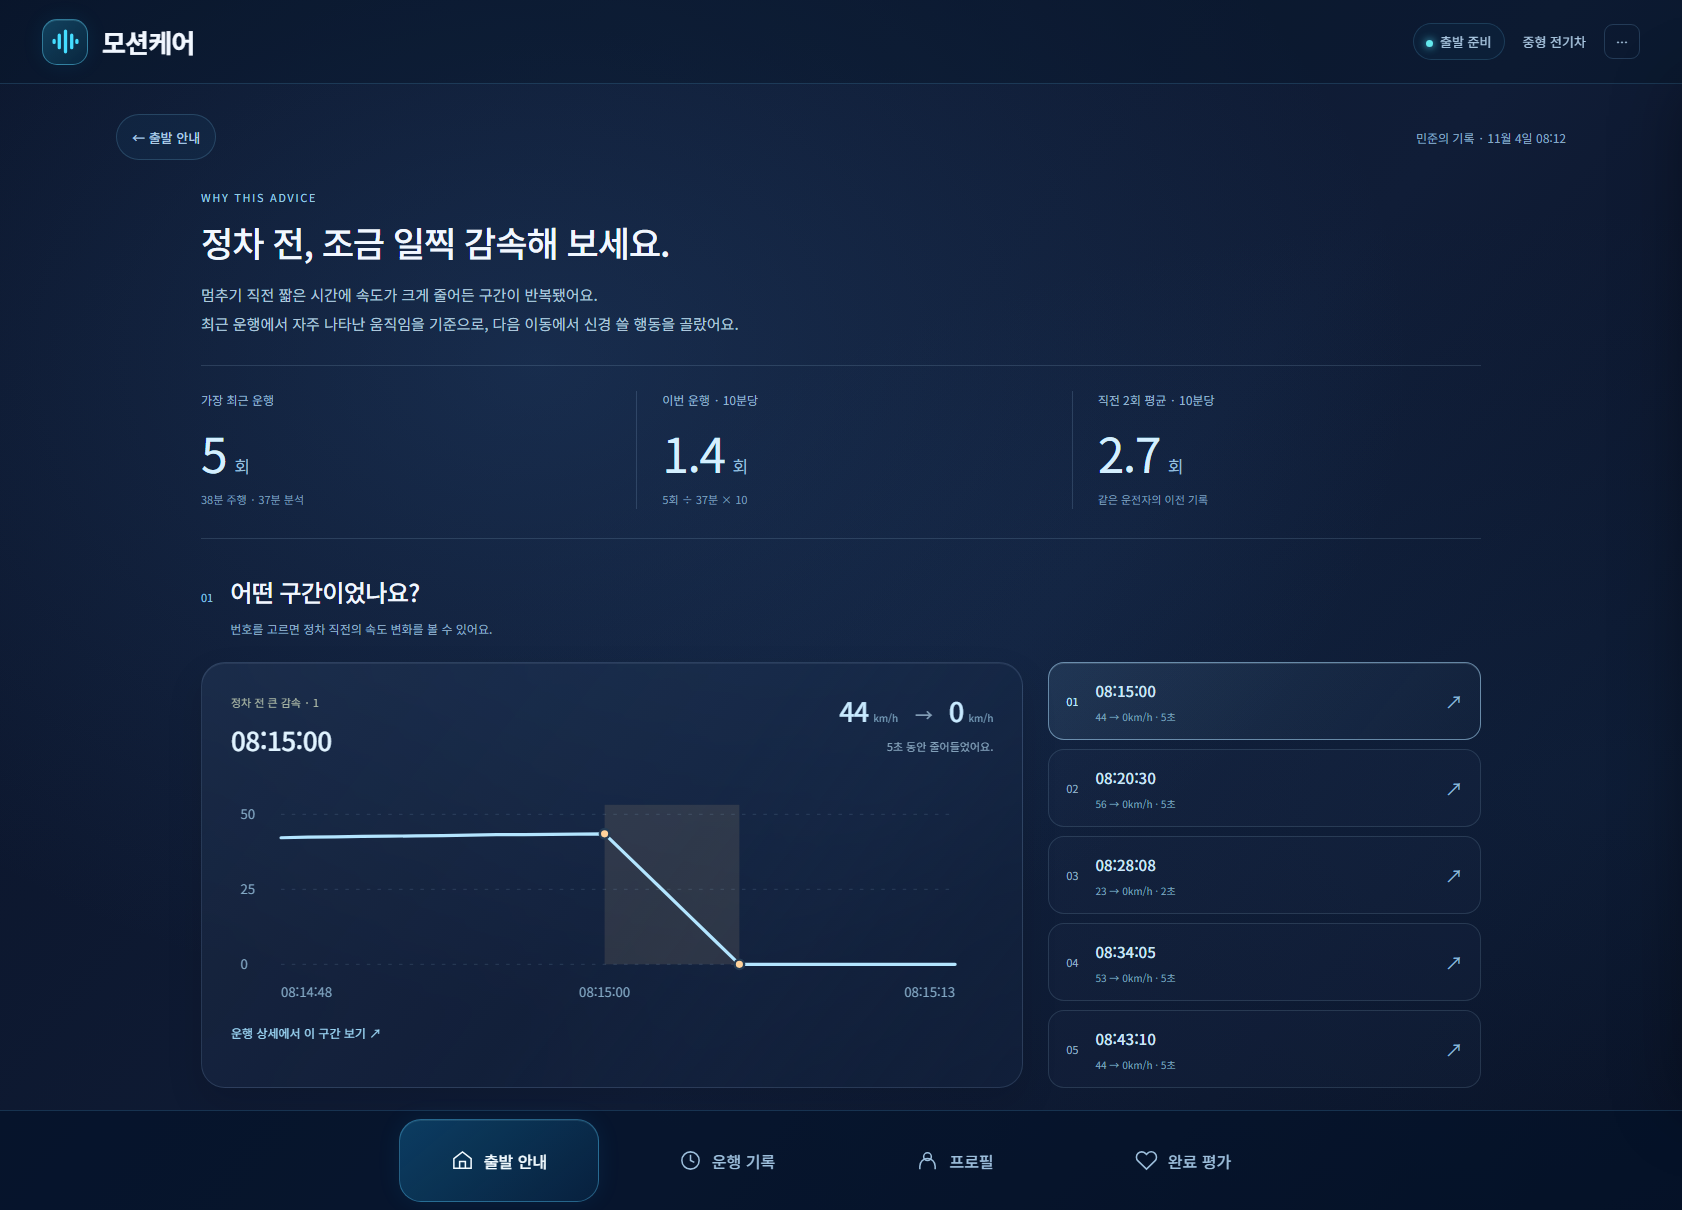 모션케어
출발 준비
중형 전기차
...
← 출발 안내
민준의 기록 · 11월 4일 08:12
WHY THIS ADVICE
정차 전, 조금 일찍 감속해 보세요.
멈추기 직전 짧은 시간에 속도가 크게 줄어든 구간이 반복됐어요.
최근 운행에서 자주 나타난 움직임을 기준으로, 다음 이동에서 신경 쓸 행동을 골랐어요.
가장 최근 운행
5 회
38분 주행 · 37분 분석
이번 운행 · 10분당
1.4 회
5회 ÷ 37분 × 10
직전 2회 평균 · 10분당
2.7 회
같은 운전자의 이전 기록
01 어떤 구간이었나요?
번호를 고르면 정차 직전의 속도 변화를 볼 수 있어요.
정차 전 큰 감속 · 1
08:15:00
44 km/h → 0 km/h
5초 동안 줄어들었어요.
50
25
0
08:14:48 08:15:00 08:15:13
운행 상세에서 이 구간 보기 ↗
01 08:15:00 ↗
44 → 0km/h · 5초
02 08:20:30 ↗
56 → 0km/h · 5초
03 08:28:08 ↗
23 → 0km/h · 2초
04 08:34:05 ↗
53 → 0km/h · 5초
05 08:43:10 ↗
44 → 0km/h · 5초
출발 안내
운행 기록
프로필
완료 평가